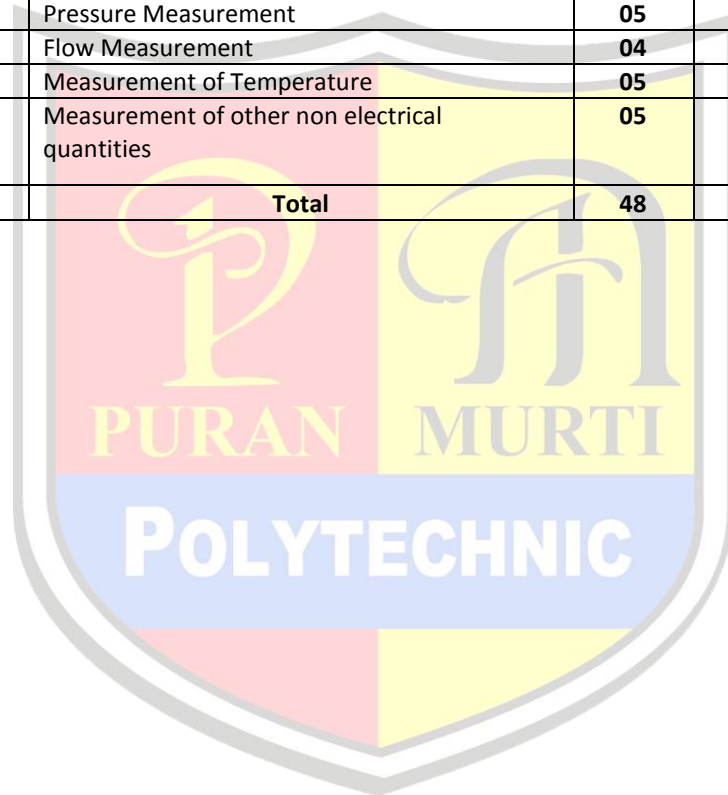 Pressure Measurement 05
Flow Measurement 04
Measurement of Temperature 05
Measurement of other non electrical 05
quantities
Total 48
P M
PURAN MURTI
POLYTECHNIC